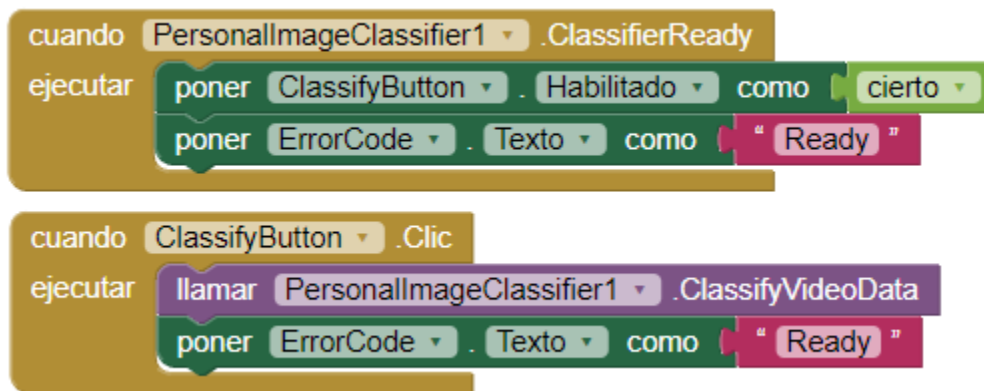 cuando PersonalImageClassifier1 .ClassifierReady
ejecutar poner ClassifyButton . Habilitado como cierto
poner ErrorCode . Texto como “ Ready ”
cuando ClassifyButton .Clic
ejecutar llamar PersonalImageClassifier1 .ClassifyVideoData
poner ErrorCode . Texto como “ Ready ”